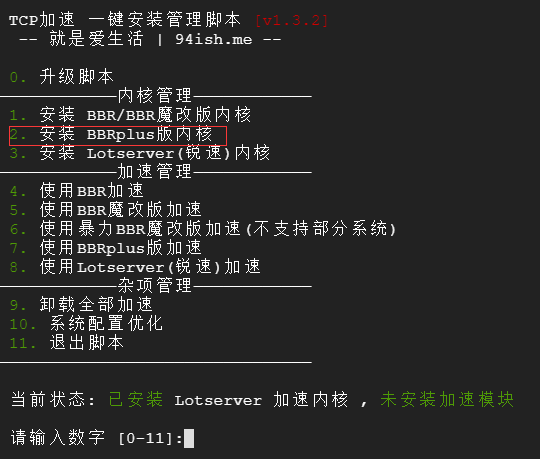 TCP加速 一键安装管理脚本 [v1.3.2]
-- 就是爱生活 | 94ish.me --
0. 升级脚本
————————————内核管理————————————
1. 安装 BBR/BBR魔改版内核
2. 安装 BBRplus版内核
3. 安装 Lotserver(锐速)内核
————————————加速管理————————————
4. 使用BBR加速
5. 使用BBR魔改版加速
6. 使用暴力BBR魔改版加速(不支持部分系统)
7. 使用BBRplus版加速
8. 使用Lotserver(锐速)加速
————————————杂项管理————————————
9. 卸载全部加速
10. 系统配置优化
11. 退出脚本
————————————————————————————————
当前状态: 已安装 Lotserver 加速内核 , 未安装加速模块
请输入数字 [0-11]: